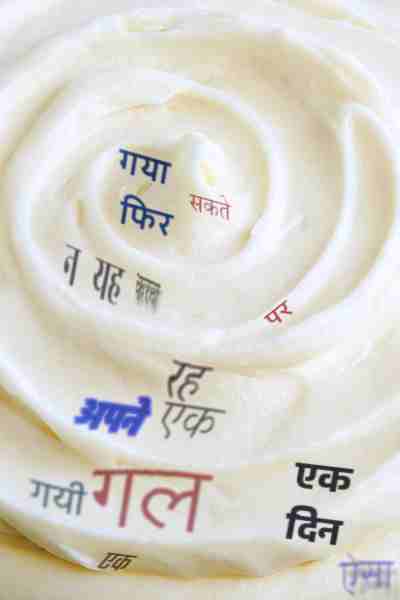 गया
फिर
सकते
न यह
पर
रह
एक
अपने
गयी
गल
एक
दिन
एक
ऐसा